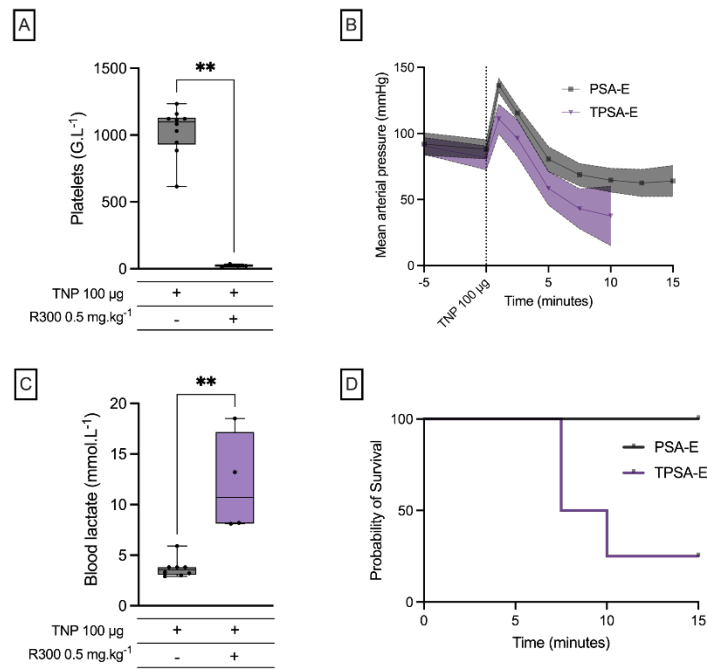 A
Platelets (G.L-1)
1500
1000
500
0
**
TNP 100 µg + +
R300 0.5 mg.kg-1 - +
B
Mean arterial pressure (mmHg)
150
100
50
0
PSA-E
TPSA-E
-5 5 10 15
TNP 100 µg
Time (minutes)
C
Blood lactate (mmol.L-1)
20
15
10
5
0
**
TNP 100 µg + +
R300 0.5 mg.kg-1 - +
D
Probability of Survival
100
50
0
PSA-E
TPSA-E
0 5 10 15
Time (minutes)